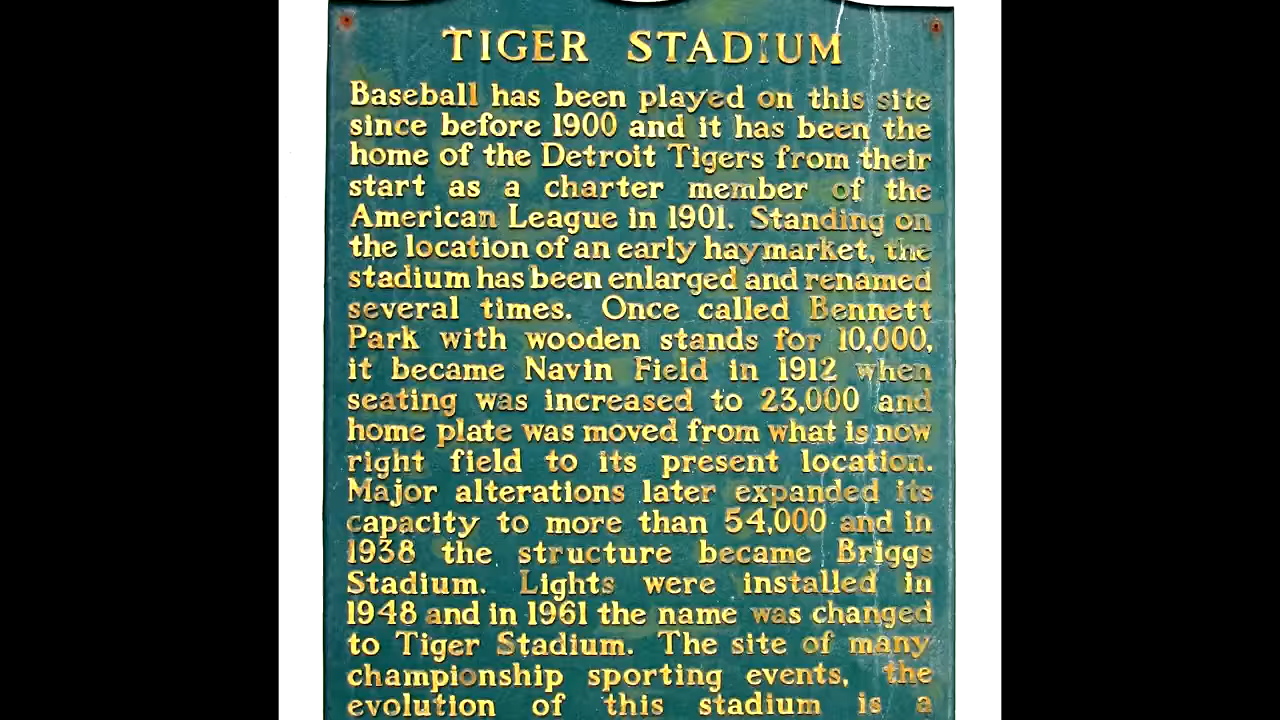 TIGER STADIUM
Baseball has been played on this site
since before 1900 and it has been the
home of the Detroit Tigers from their
start as a charter member of the
American League in 1901. Standing on
the location of an early haymarket, the
stadium has been enlarged and renamed
several times. Once called Bennett
Park with wooden stands for 10,000,
it became Navin Field in 1912 when
seating was increased to 23,000 and
home plate was moved from what is now
right field to its present location.
Major alterations later expanded its
capacity to more than 54,000 and in
1938 the structure became Briggs
Stadium. Lights were installed in
1948 and in 1961 the name was changed
to Tiger Stadium. The site of many
championship sporting events, the
evolution of this stadium is a